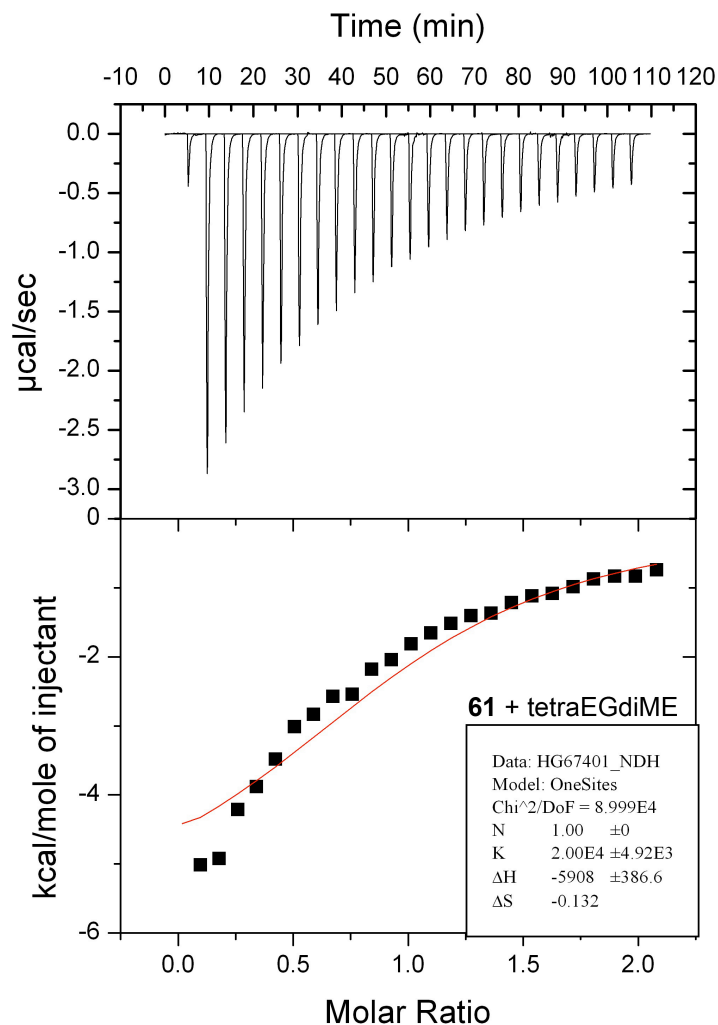 Time (min)
-10 0 10 20 30 40 50 60 70 80 90 100 110 120
0.0
-0.5
-1.0
-1.5
-2.0
-2.5
-3.0
µcal/sec
0
-2
-4
-6
kcal/mole of injectant
61 + tetraEGdiME
Data: HG67401_NDH
Model: OneSites
Chi^2/DoF = 8.999E4
N 1.00 ±0
K 2.00E4 ±4.92E3
ΔH -5908 ±386.6
ΔS -0.132
0.0 0.5 1.0 1.5 2.0
Molar Ratio